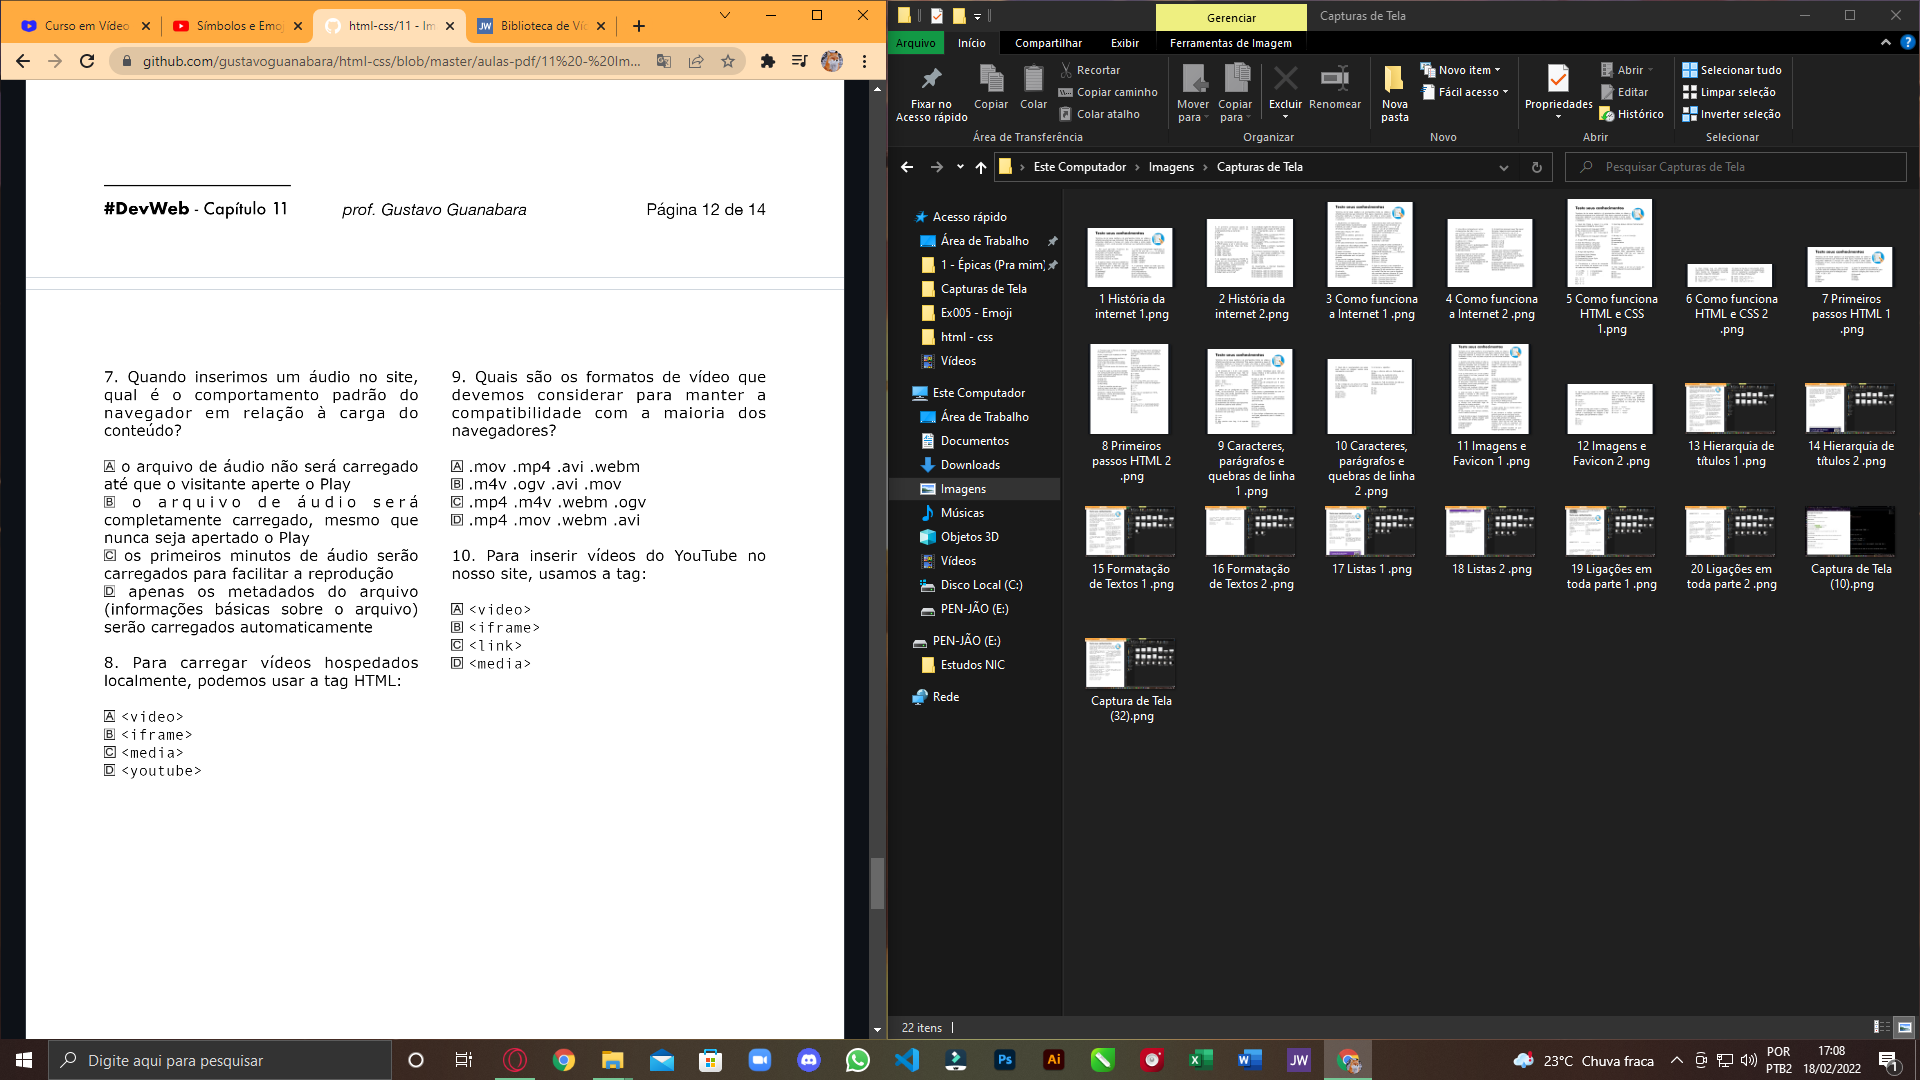 Curso em Vídeo
Símbolos e Emoj
html-css/11 - Im
Biblioteca de Ví
github.com/gustavoguanabara/html-css/blob/master/aulas-pdf/11%20-%20Im...
#DevWeb - Capítulo 11
prof. Gustavo Guanabara
Página 12 de 14
7. Quando inserimos um áudio no site,
qual é o comportamento padrão do
navegador em relação à carga do
conteúdo?
A o arquivo de áudio não será carregado
até que o visitante aperte o Play
B o arquivo de áudio será
completamente carregado, mesmo que
nunca seja apertado o Play
C os primeiros minutos de áudio serão
carregados para facilitar a reprodução
D apenas os metadados do arquivo
(informações básicas sobre o arquivo)
serão carregados automaticamente
8. Para carregar vídeos hospedados
localmente, podemos usar a tag HTML:
A <video>
B <iframe>
C <media>
D <youtube>
9. Quais são os formatos de vídeo que
devemos considerar para manter a
compatibilidade com a maioria dos
navegadores?
A .mov .mp4 .avi .webm
B .m4v .ogv .avi .mov
C .mp4 .m4v .webm .ogv
D .mp4 .mov .webm .avi
10. Para inserir vídeos do YouTube no
nosso site, usamos a tag:
A <video>
B <iframe>
C <link>
D <media>
Gerenciar
Capturas de Tela
Arquivo
Início
Compartilhar
Exibir
Ferramentas de Imagem
Fixar no
Acesso rápido
Copiar
Colar
Recortar
Copiar caminho
Colar atalho
Área de Transferência
Mover
para
Copiar
para
Excluir
Renomear
Organizar
Nova
pasta
Novo item
Fácil acesso
Novo
Propriedades
Abrir
Editar
Histórico
Abrir
Selecionar tudo
Limpar seleção
Inverter seleção
Selecionar
Este Computador
Imagens
Capturas de Tela
Pesquisar Capturas de Tela
Acesso rápido
Área de Trabalho
1 - Épicas (Pra mim)
Capturas de Tela
Ex005 - Emoji
html - css
Vídeos
Este Computador
Área de Trabalho
Documentos
Downloads
Imagens
Músicas
Objetos 3D
Vídeos
Disco Local (C:)
PEN-JÃO (E:)
PEN-JÃO (E:)
Estudos NIC
Rede
1 História da
internet 1.png
2 História da
internet 2.png
3 Como funciona
a Internet 1 .png
4 Como funciona
a Internet 2 .png
5 Como funciona
HTML e CSS
1.png
6 Como funciona
HTML e CSS 2
.png
7 Primeiros
passos HTML 1
.png
8 Primeiros
passos HTML 2
.png
9 Caracteres,
parágrafos e
quebras de linha
1 .png
10 Caracteres,
parágrafos e
quebras de linha
2 .png
11 Imagens e
Favicon 1 .png
12 Imagens e
Favicon 2 .png
13 Hierarquia de
títulos 1 .png
14 Hierarquia de
títulos 2 .png
15 Formatação
de Textos 1 .png
16 Formatação
de Textos 2 .png
17 Listas 1 .png
18 Listas 2 .png
19 Ligações em
toda parte 1 .png
20 Ligações em
toda parte 2 .png
Captura de Tela
(10).png
Captura de Tela
(32).png
22 itens
Digite aqui para pesquisar
JW
23°C Chuva fraca
POR
PTB2
17:08
18/02/2022
1